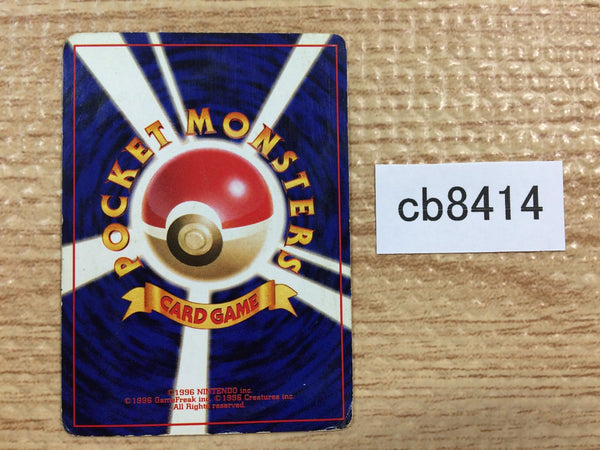 POCKET MONSTERS
CARD GAME
©1996 NINTENDO inc.
©1996 GameFreak inc. ©1996 Creatures inc.
All Rights reserved.
cb8414